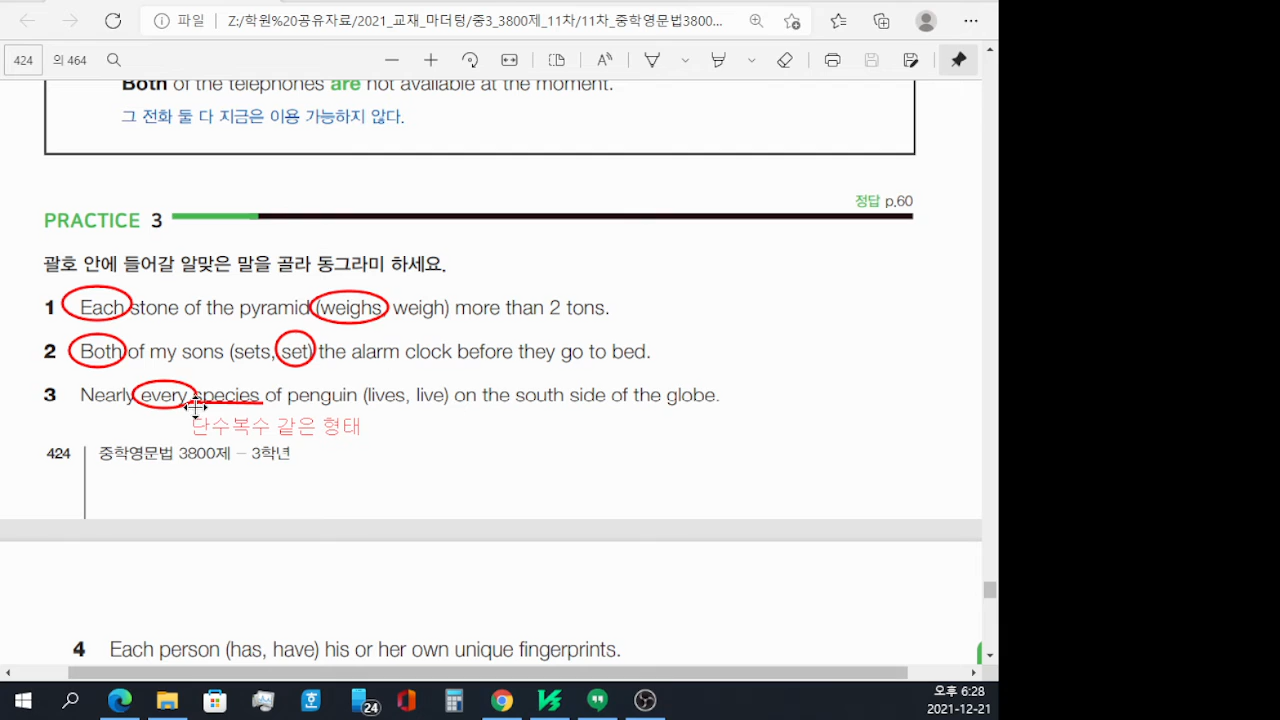 파일 Z:/학원%20공유자료/2021_교재_마더텅/중3_3800제_11차/11차_중학영문법3800...
424 의 464
Both of the telephones are not available at the moment.
그 전화 둘 다 지금은 이용 가능하지 않다.
정답 p.60
PRACTICE 3
괄호 안에 들어갈 알맞은 말을 골라 동그라미 하세요.
1 Each stone of the pyramid (weighs, weigh) more than 2 tons.
2 Both of my sons (sets, set) the alarm clock before they go to bed.
3 Nearly every species of penguin (lives, live) on the south side of the globe.
단수복수 같은 형태
424 중학영문법 3800제 – 3학년
4 Each person (has, have) his or her own unique fingerprints.
24
오후 6:28
2021-12-21